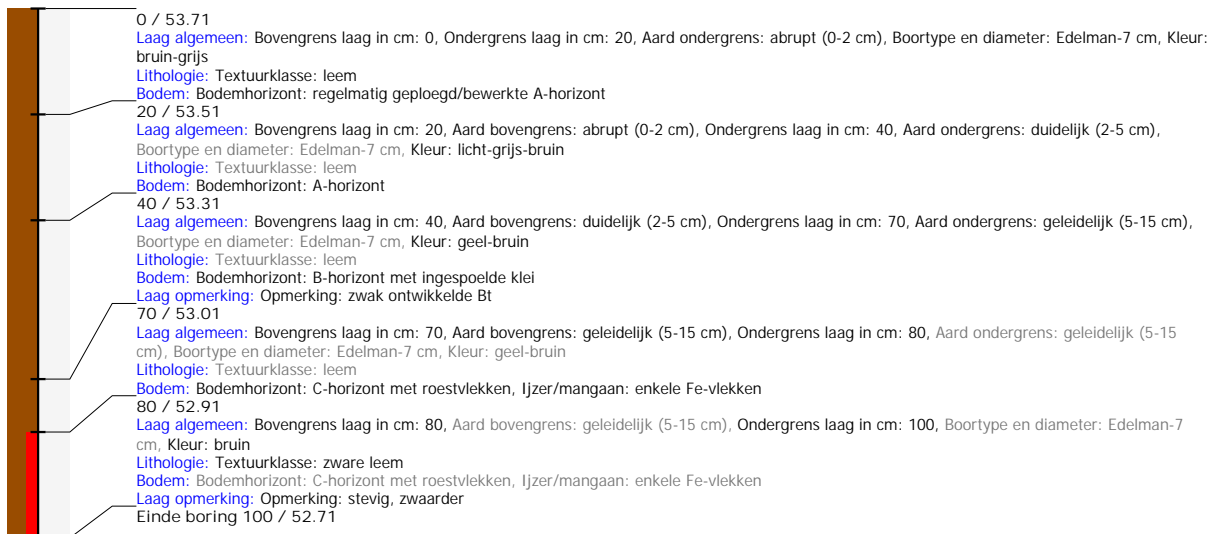 0 / 53.71
Laag algemeen: Bovengrens laag in cm: 0, Ondergrens laag in cm: 20, Aard ondergrens: abrupt (0-2 cm), Boortype en diameter: Edelman-7 cm, Kleur:
bruin-grijs
Lithologie: Textuurklasse: leem
Bodem: Bodemhorizont: regelmatig geploegd/bewerkte A-horizont
20 / 53.51
Laag algemeen: Bovengrens laag in cm: 20, Aard bovengrens: abrupt (0-2 cm), Ondergrens laag in cm: 40, Aard ondergrens: duidelijk (2-5 cm),
Boortype en diameter: Edelman-7 cm, Kleur: licht-grijs-bruin
Lithologie: Textuurklasse: leem
Bodem: Bodemhorizont: A-horizont
40 / 53.31
Laag algemeen: Bovengrens laag in cm: 40, Aard bovengrens: duidelijk (2-5 cm), Ondergrens laag in cm: 70, Aard ondergrens: geleidelijk (5-15 cm),
Boortype en diameter: Edelman-7 cm, Kleur: geel-bruin
Lithologie: Textuurklasse: leem
Bodem: Bodemhorizont: B-horizont met ingespoelde klei
Laag opmerking: Opmerking: zwak ontwikkelde Bt
70 / 53.01
Laag algemeen: Bovengrens laag in cm: 70, Aard bovengrens: geleidelijk (5-15 cm), Ondergrens laag in cm: 80, Aard ondergrens: geleidelijk (5-15
cm), Boortype en diameter: Edelman-7 cm, Kleur: geel-bruin
Lithologie: Textuurklasse: leem
Bodem: Bodemhorizont: C-horizont met roestvlekken, Ijzer/mangaan: enkele Fe-vlekken
80 / 52.91
Laag algemeen: Bovengrens laag in cm: 80, Aard bovengrens: geleidelijk (5-15 cm), Ondergrens laag in cm: 100, Boortype en diameter: Edelman-7
cm, Kleur: bruin
Lithologie: Textuurklasse: zware leem
Bodem: Bodemhorizont: C-horizont met roestvlekken, Ijzer/mangaan: enkele Fe-vlekken
Laag opmerking: Opmerking: stevig, zwaarder
Einde boring 100 / 52.71